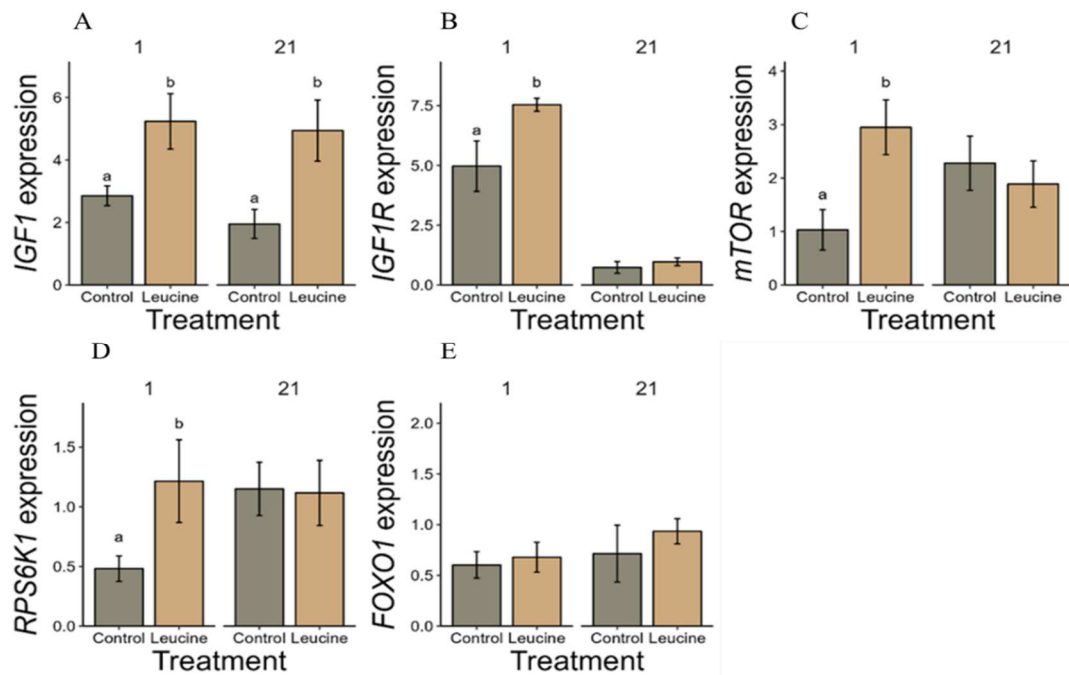 A
1 21
IGF1 expression
6
4
2
0
a b a b
Control Leucine Control Leucine
Treatment
B
1 21
IGF1R expression
7.5
5.0
2.5
0.0
a b
Control Leucine Control Leucine
Treatment
C
1 21
mTOR expression
4
3
2
1
0
a b
Control Leucine Control Leucine
Treatment
D
1 21
RPS6K1 expression
1.5
1.0
0.5
0.0
a b
Control Leucine Control Leucine
Treatment
E
1 21
FOXO1 expression
2.0
1.5
1.0
0.5
0.0
Control Leucine Control Leucine
Treatment